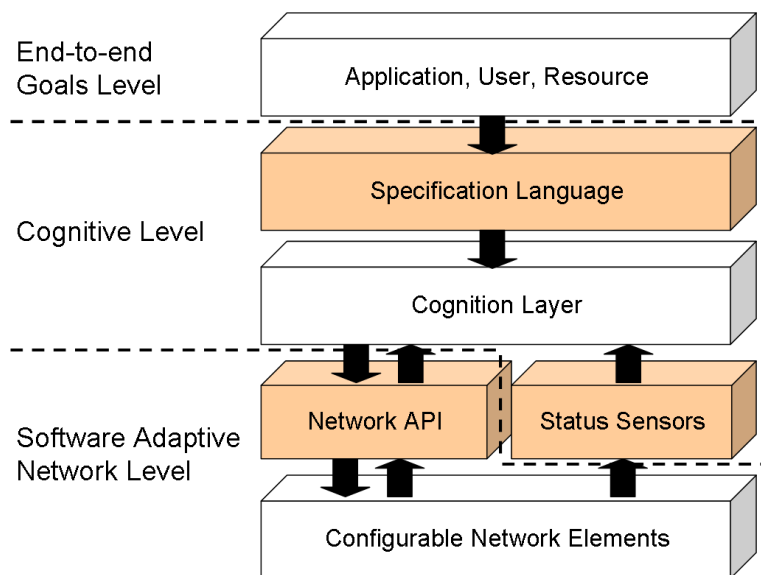 End-to-end
Goals Level
Application, User, Resource
Specification Language
Cognitive Level
Cognition Layer
Network API
Status Sensors
Software Adaptive
Network Level
Configurable Network Elements